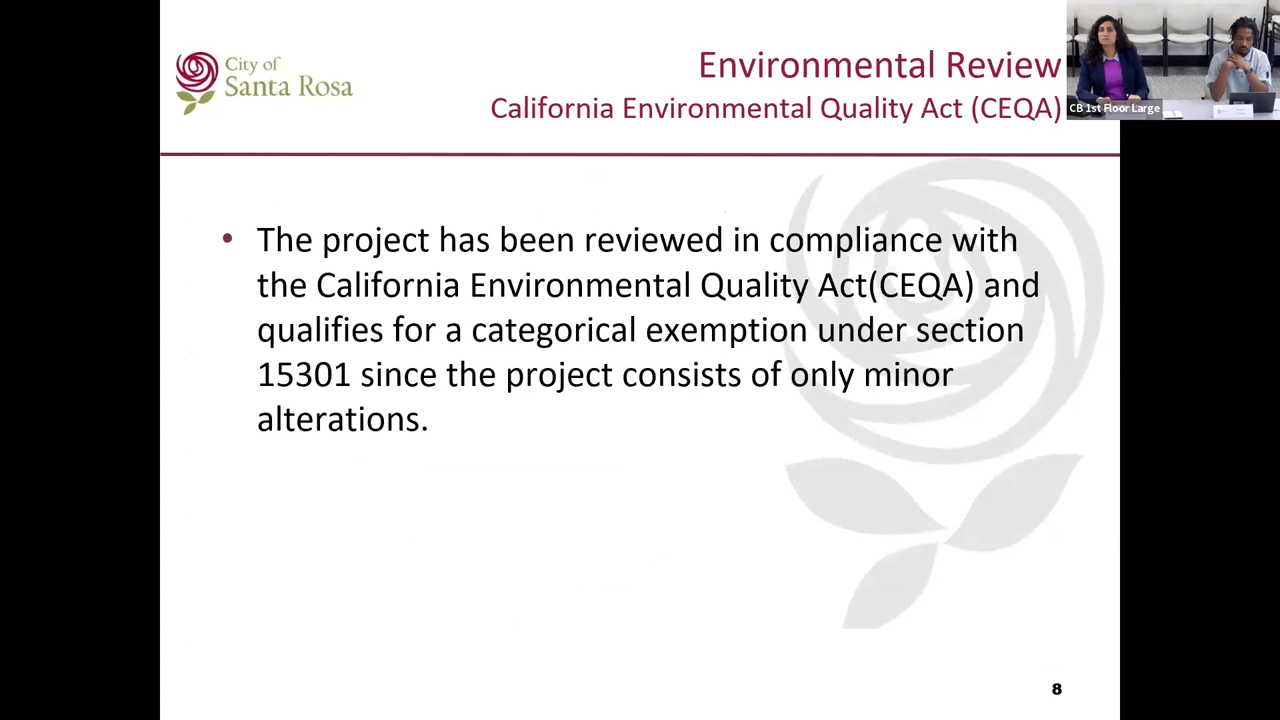 City of
Santa Rosa
Environmental Review
California Environmental Quality Act (CEQA)
CB 1st Floor Large
• The project has been reviewed in compliance with
the California Environmental Quality Act(CEQA) and
qualifies for a categorical exemption under section
15301 since the project consists of only minor
alterations.
8